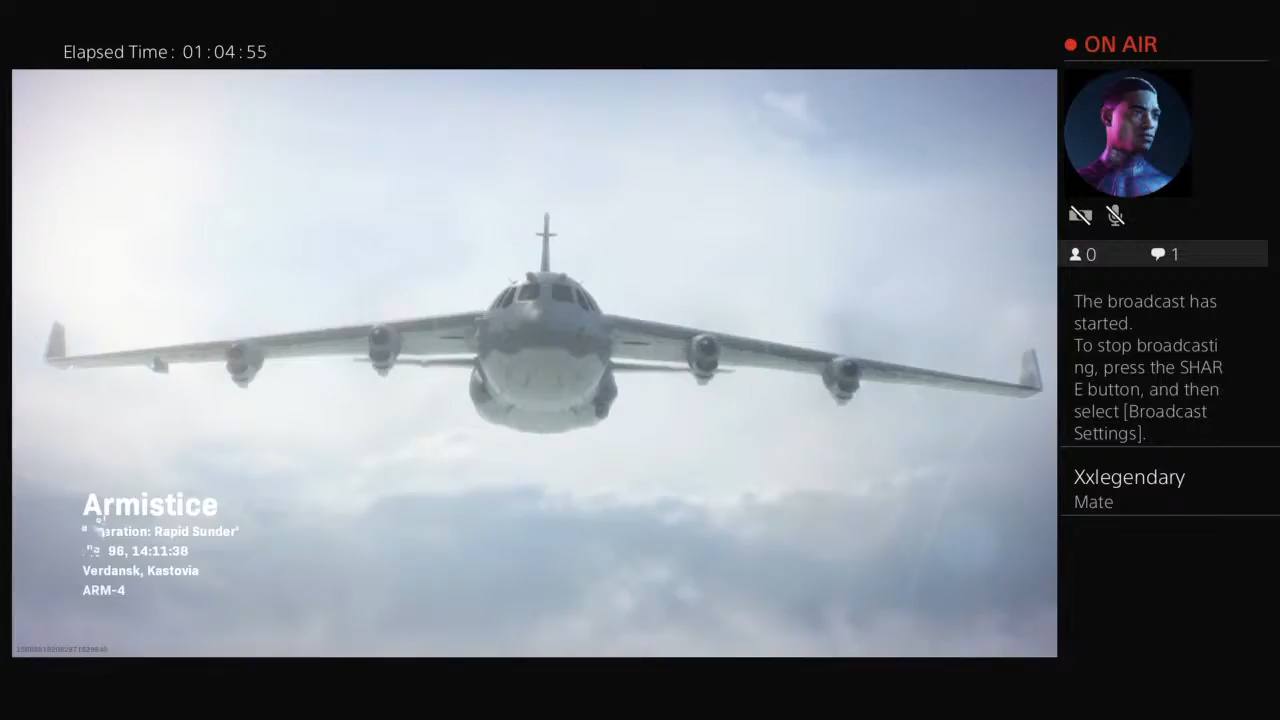 Elapsed Time: 01:04:55
ON AIR
0
1
The broadcast has
started.
To stop broadcasti
ng, press the SHAR
E button, and then
select [Broadcast
Settings].
Xxlegendary
Mate
Armistice
Rapid Sunder"
96, 14:11:38
Verdansk, Kastovia
ARM-4